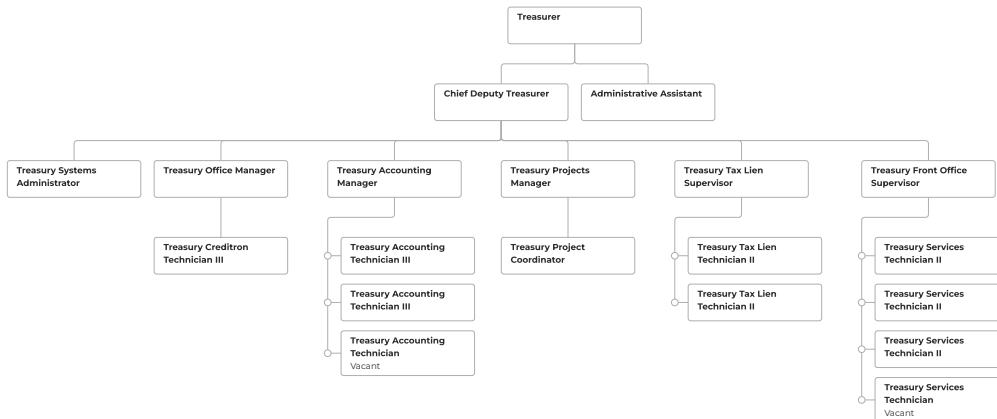 Treasurer
Chief Deputy Treasurer
Administrative Assistant
Treasury Systems
Administrator
Treasury Office Manager
Treasury Accounting
Manager
Treasury Projects
Manager
Treasury Tax Lien
Supervisor
Treasury Front Office
Supervisor
Treasury Creditron
Technician III
Treasury Accounting
Technician III
Treasury Accounting
Technician III
Treasury Accounting
Technician
Vacant
Treasury Project
Coordinator
Treasury Tax Lien
Technician II
Treasury Tax Lien
Technician II
Treasury Services
Technician II
Treasury Services
Technician II
Treasury Services
Technician II
Treasury Services
Technician
Vacant